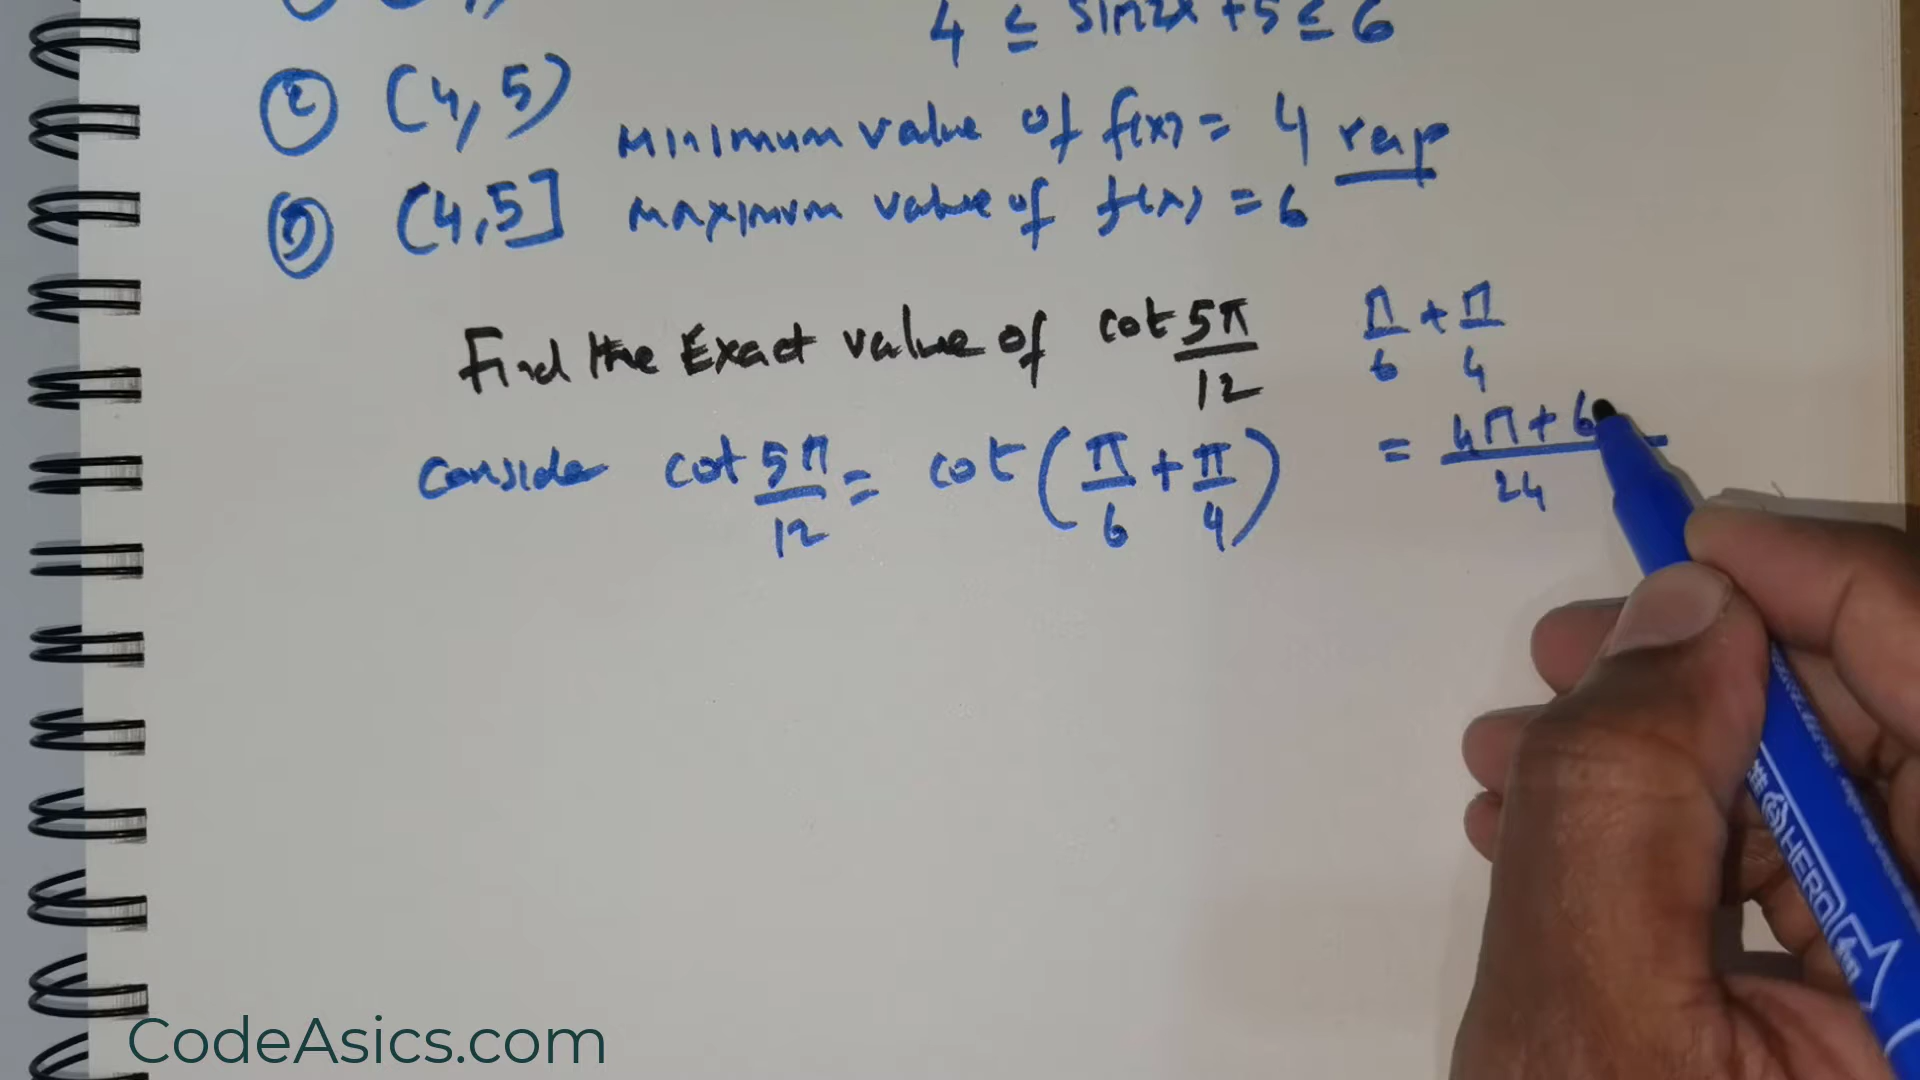 4 ≤ sin2x + 5 ≤ 6
C (4, 5)
minimum value of f(x) = 4
D (4,5] maximum value of f(x) = 6
Find the Exact value of cot 5π/12
π/6 + π/4
Consider cot 5π/12 = cot (π/6 + π/4)
= 4π + 6 / 24
HERO
CodeAsics.com